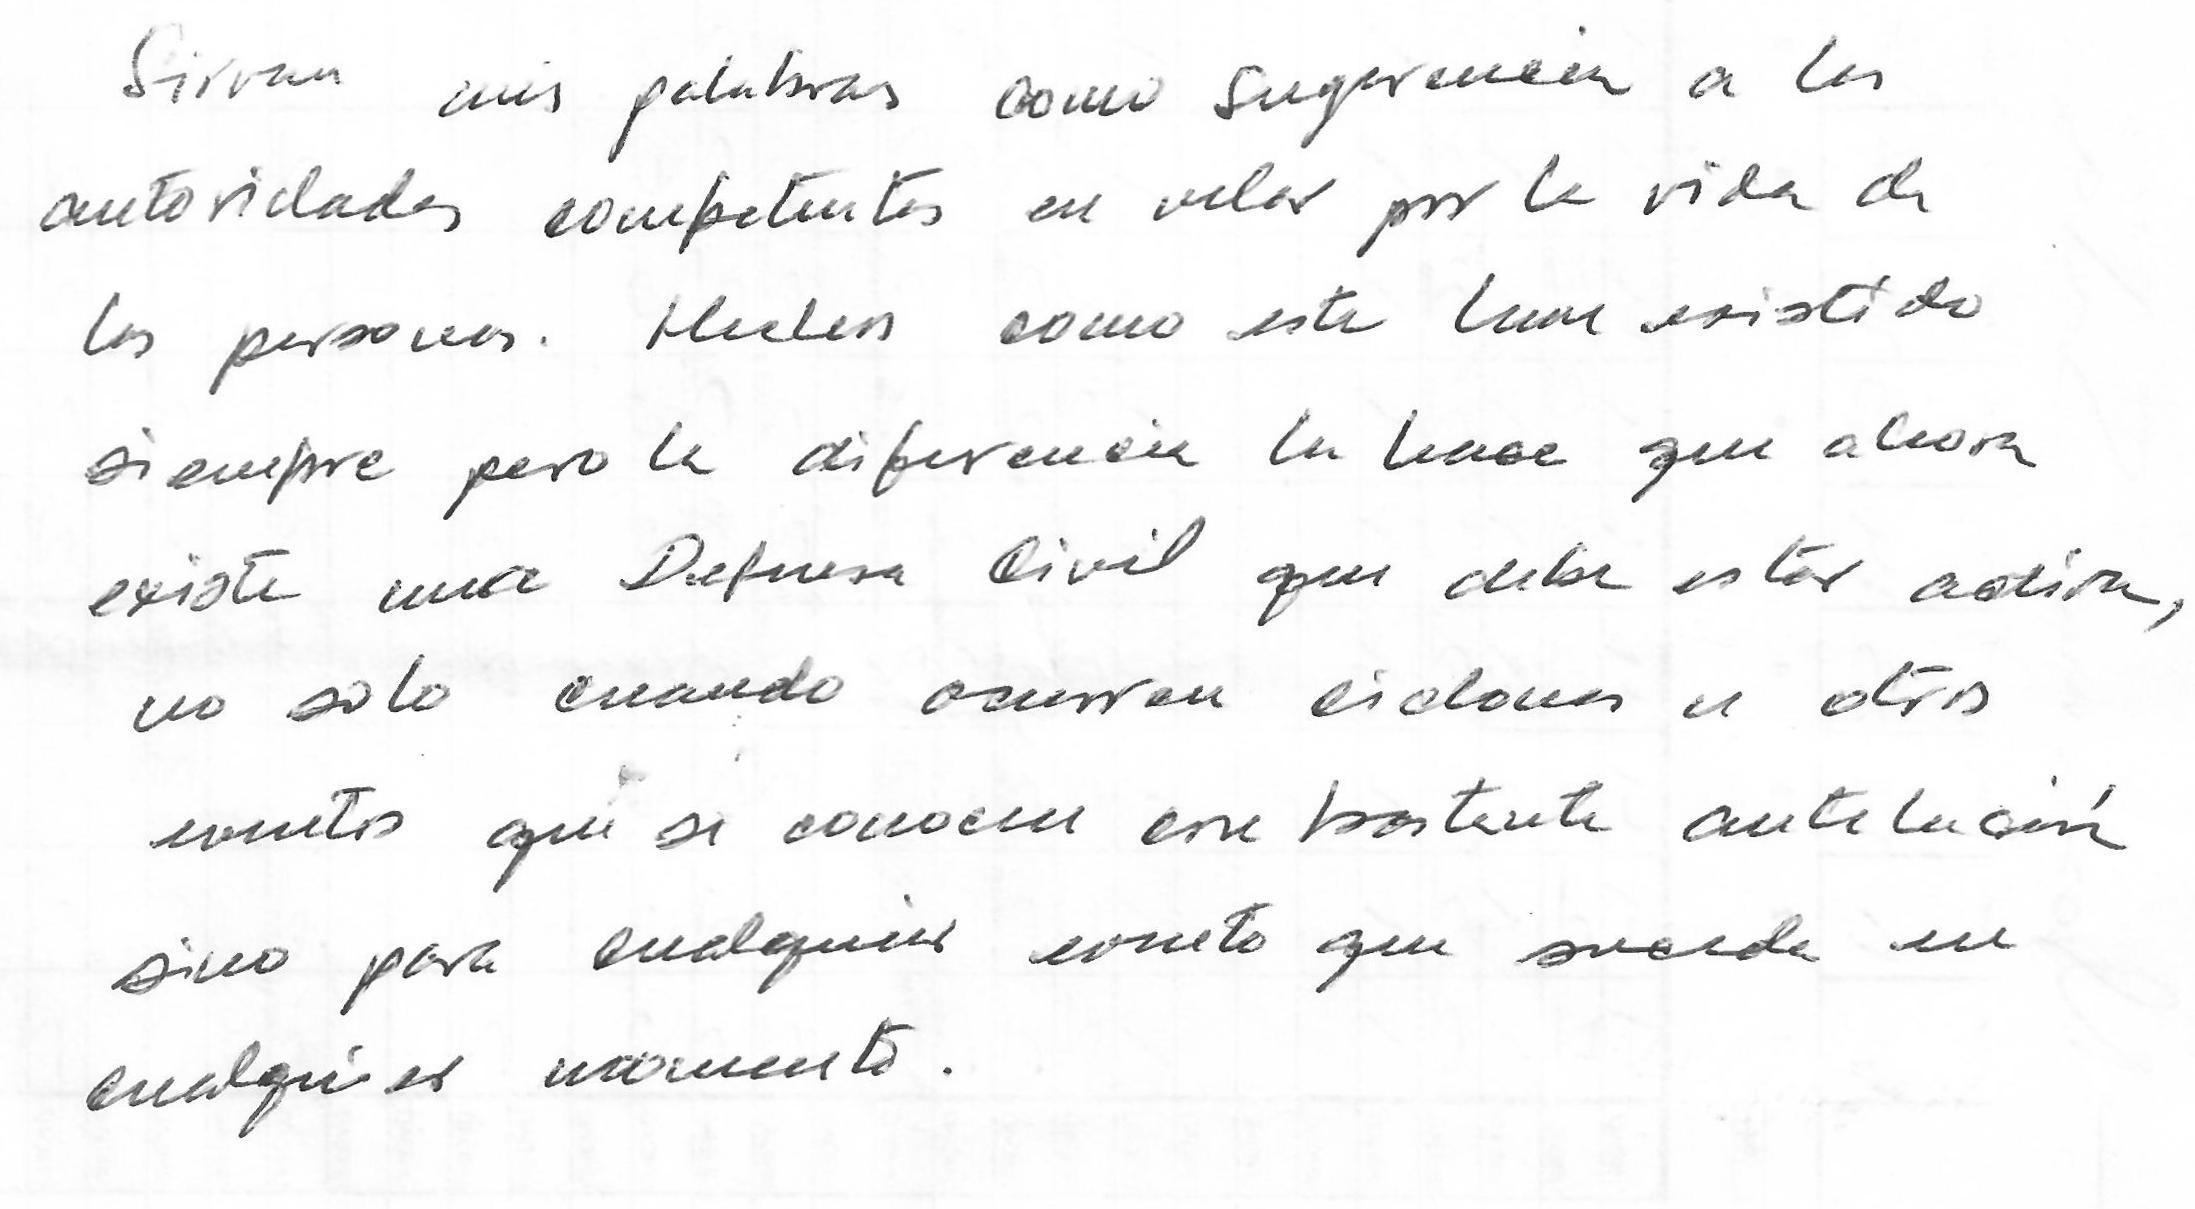 Sirvan mis palabras como sugerencia a las
autoridades competentes en velar por la vida de
las personas. Hechos como este han existido
siempre pero la diferencia la hace que ahora
existe una Defensa Civil que debe estar activa,
no solo cuando ocurren ciclones u otros
eventos que se conocen con bastante antelación
sino para cualquier evento que suceda en
cualquier momento.